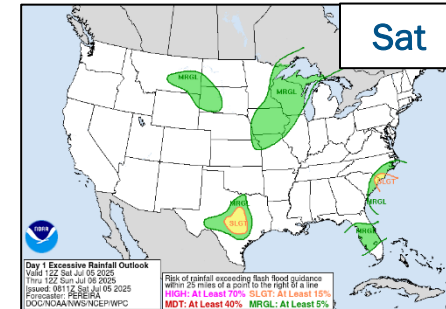 Sat
MRGL
MRGL
SLGT
MRGL
MRGL
SLGT
MRGL
NOAA
Day 1 Excessive Rainfall Outlook
Valid 12Z Sat Jul 05 2025
Thru 12Z Sun Jul 06 2025
Issued: 0811Z Sat Jul 05 2025
Forecaster: PEREIRA
DOC/NOAA/NWS/NCEP/WPC
Risk of rainfall exceeding flash flood guidance
within 25 miles of a point to the right of a line
HIGH: At Least 70% SLGT: At Least 15%
MDT: At Least 40% MRGL: At Least 5%